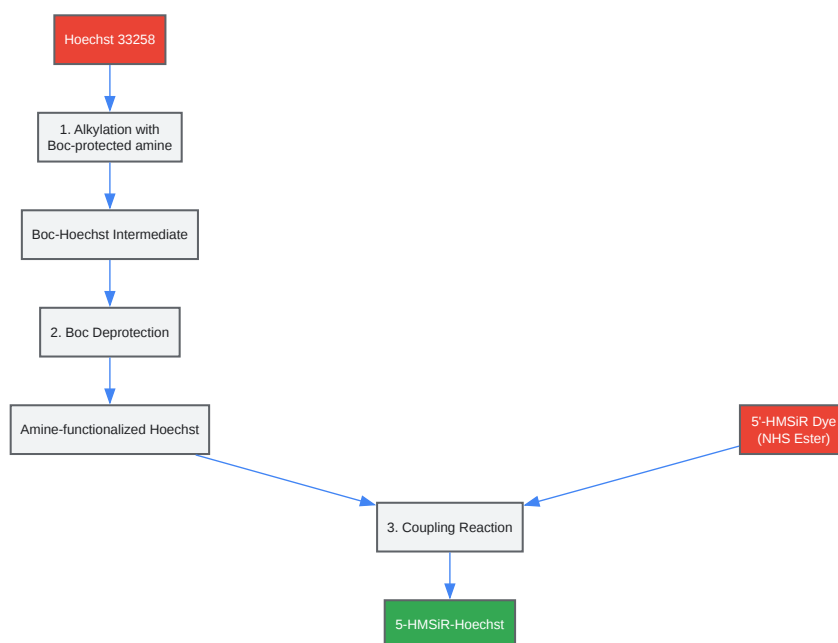 Hoechst 33258
1. Alkylation with
Boc-protected amine
Boc-Hoechst Intermediate
2. Boc Deprotection
Amine-functionalized Hoechst
5'-HMSiR Dye
(NHS Ester)
3. Coupling Reaction
5-HMSiR-Hoechst